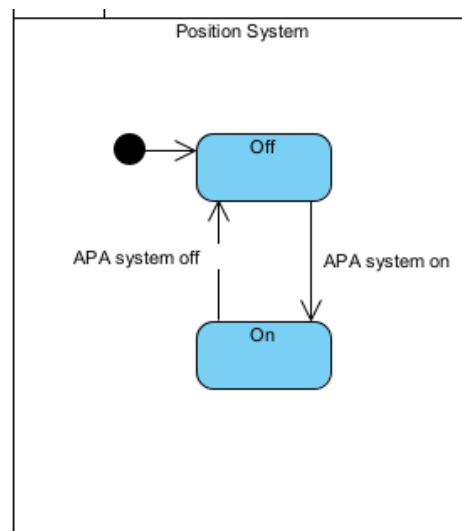 Position System
Off
APA system off
APA system on
On